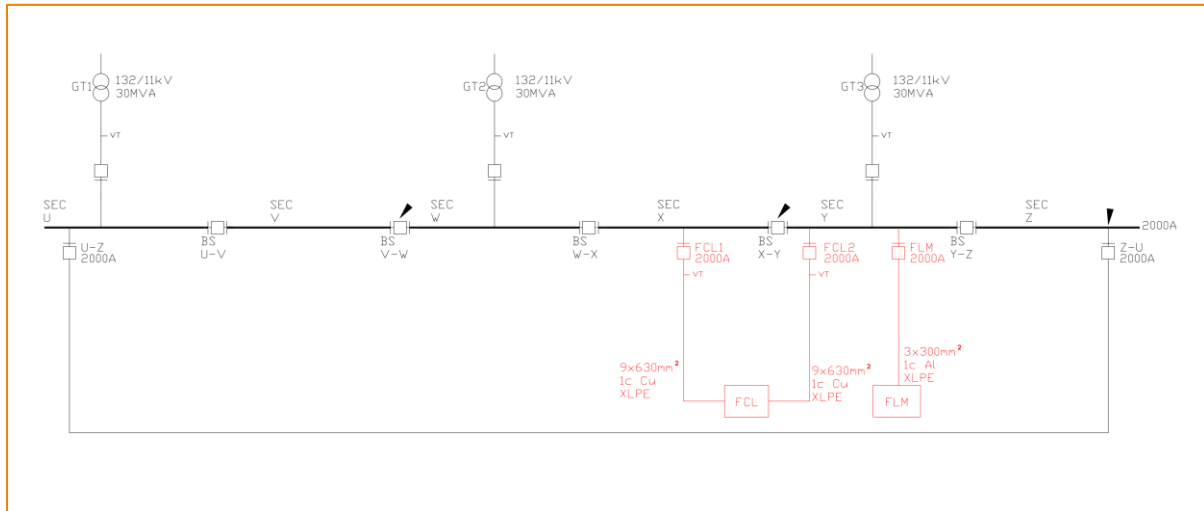 GT1
132/11kV
30MVA
VT
GT2
132/11kV
30MVA
VT
GT3
132/11kV
30MVA
VT
SEC
U
SEC
V
SEC
W
SEC
X
SEC
Y
SEC
Z
2000A
U-Z
2000A
BS
U-V
BS
V-W
BS
W-X
FCL1
2000A
VT
BS
X-Y
FCL2
2000A
VT
FLM
2000A
BS
Y-Z
Z-U
2000A
9x630mm²
1c Cu
XLPE
FCL
9x630mm²
1c Cu
XLPE
3x300mm²
1c Al
XLPE
FLM